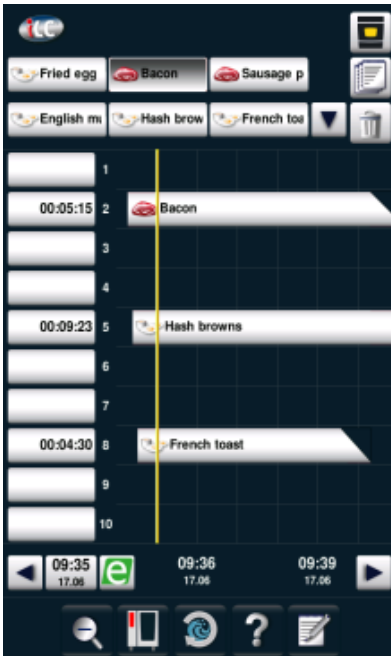 iCC
Fried egg Bacon Sausage p
English mu Hash brow French toa
1
00:05:15 2 Bacon
3
4
00:09:23 5 Hash browns
6
7
00:04:30 8 French toast
9
10
09:35 e 09:36 09:39
17.06 17.06 17.06
?